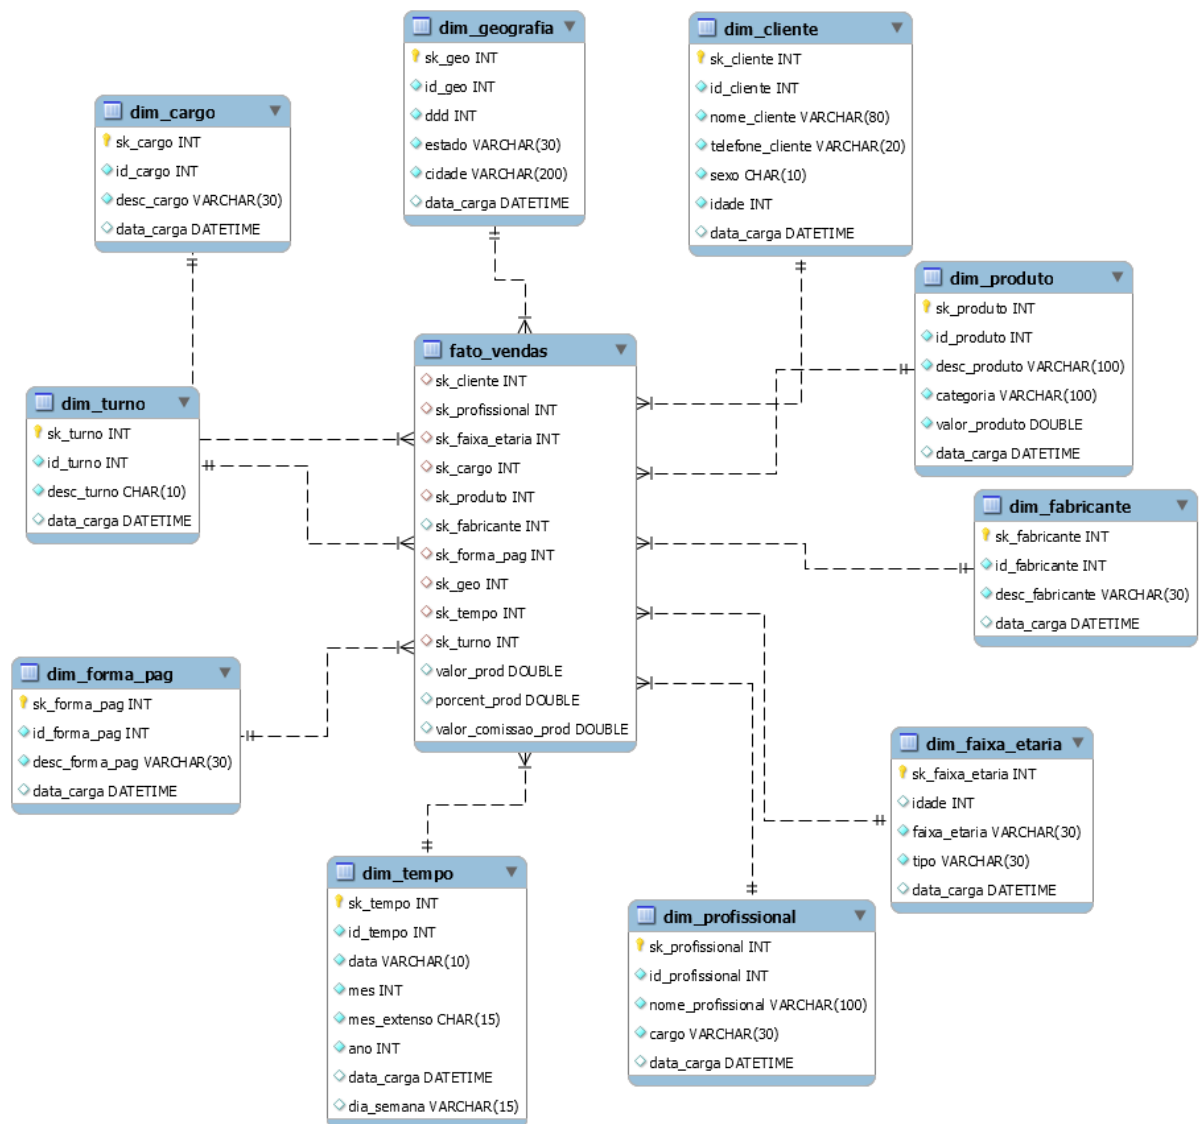 dim_geografia
sk_geo INT
id_geo INT
ddd INT
estado VARCHAR(30)
cidade VARCHAR(200)
data_carga DATETIME
dim_cliente
sk_cliente INT
id_cliente INT
nome_cliente VARCHAR(80)
telefone_cliente VARCHAR(20)
sexo CHAR(10)
idade INT
data_carga DATETIME
dim_cargo
sk_cargo INT
id_cargo INT
desc_cargo VARCHAR(30)
data_carga DATETIME
dim_produto
sk_produto INT
id_produto INT
desc_produto VARCHAR(100)
categoria VARCHAR(100)
valor_produto DOUBLE
data_carga DATETIME
fato_vendas
sk_cliente INT
sk_profissional INT
sk_faixa_etaria INT
sk_cargo INT
sk_produto INT
sk_fabricante INT
sk_forma_pag INT
sk_geo INT
sk_tempo INT
sk_turno INT
valor_prod DOUBLE
porcent_prod DOUBLE
valor_comissao_prod DOUBLE
dim_turno
sk_turno INT
id_turno INT
desc_turno CHAR(10)
data_carga DATETIME
dim_fabricante
sk_fabricante INT
id_fabricante INT
desc_fabricante VARCHAR(30)
data_carga DATETIME
dim_forma_pag
sk_forma_pag INT
id_forma_pag INT
desc_forma_pag VARCHAR(30)
data_carga DATETIME
dim_faixa_etaria
sk_faixa_etaria INT
idade INT
faixa_etaria VARCHAR(30)
tipo VARCHAR(30)
data_carga DATETIME
dim_tempo
sk_tempo INT
id_tempo INT
data VARCHAR(10)
mes INT
mes_extenso CHAR(15)
ano INT
data_carga DATETIME
dia_semana VARCHAR(15)
dim_profissional
sk_profissional INT
id_profissional INT
nome_profissional VARCHAR(100)
cargo VARCHAR(30)
data_carga DATETIME